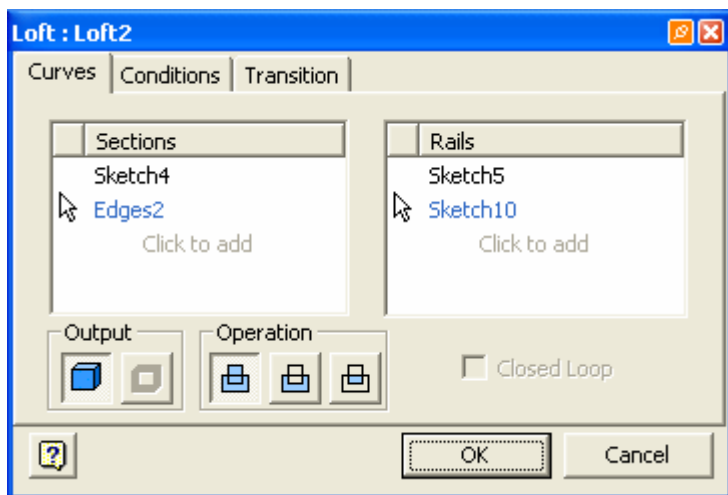 Loft : Loft2
Curves Conditions Transition
Sections Rails
Sketch4 Sketch5
Edges2 Sketch10
Click to add Click to add
Output Operation
Closed Loop
? OK Cancel